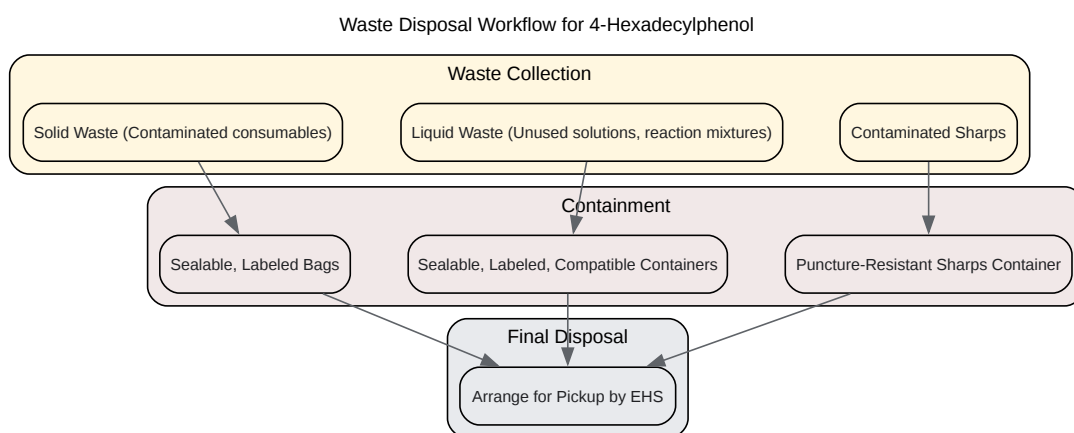 Waste Disposal Workflow for 4-Hexadecylphenol
Waste Collection
Solid Waste (Contaminated consumables)
Liquid Waste (Unused solutions, reaction mixtures)
Contaminated Sharps
Containment
Sealable, Labeled Bags
Sealable, Labeled, Compatible Containers
Puncture-Resistant Sharps Container
Final Disposal
Arrange for Pickup by EHS